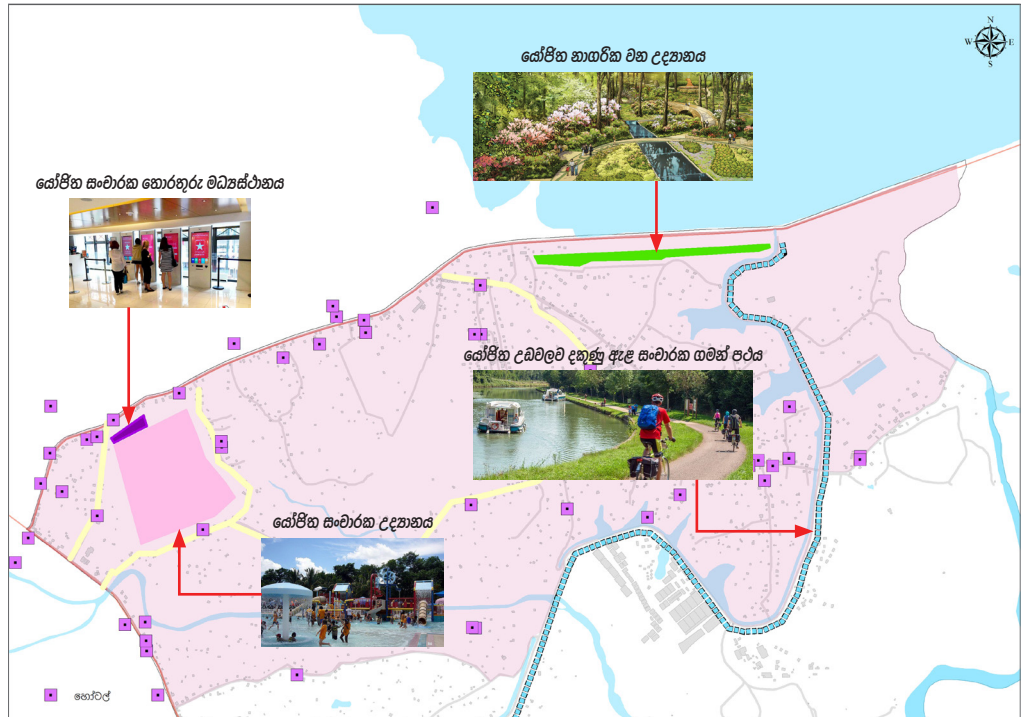 N
W E
S
යෝජිත නාගරික වන උද්‍යානය
යෝජිත සංචාරක තොරතුරු මධ්‍යස්ථානය
යෝජිත උඩවලව දකුණු ඇළ සංචාරක ගමන් පථය
යෝජිත සංචාරක උද්‍යානය
හෝටල්